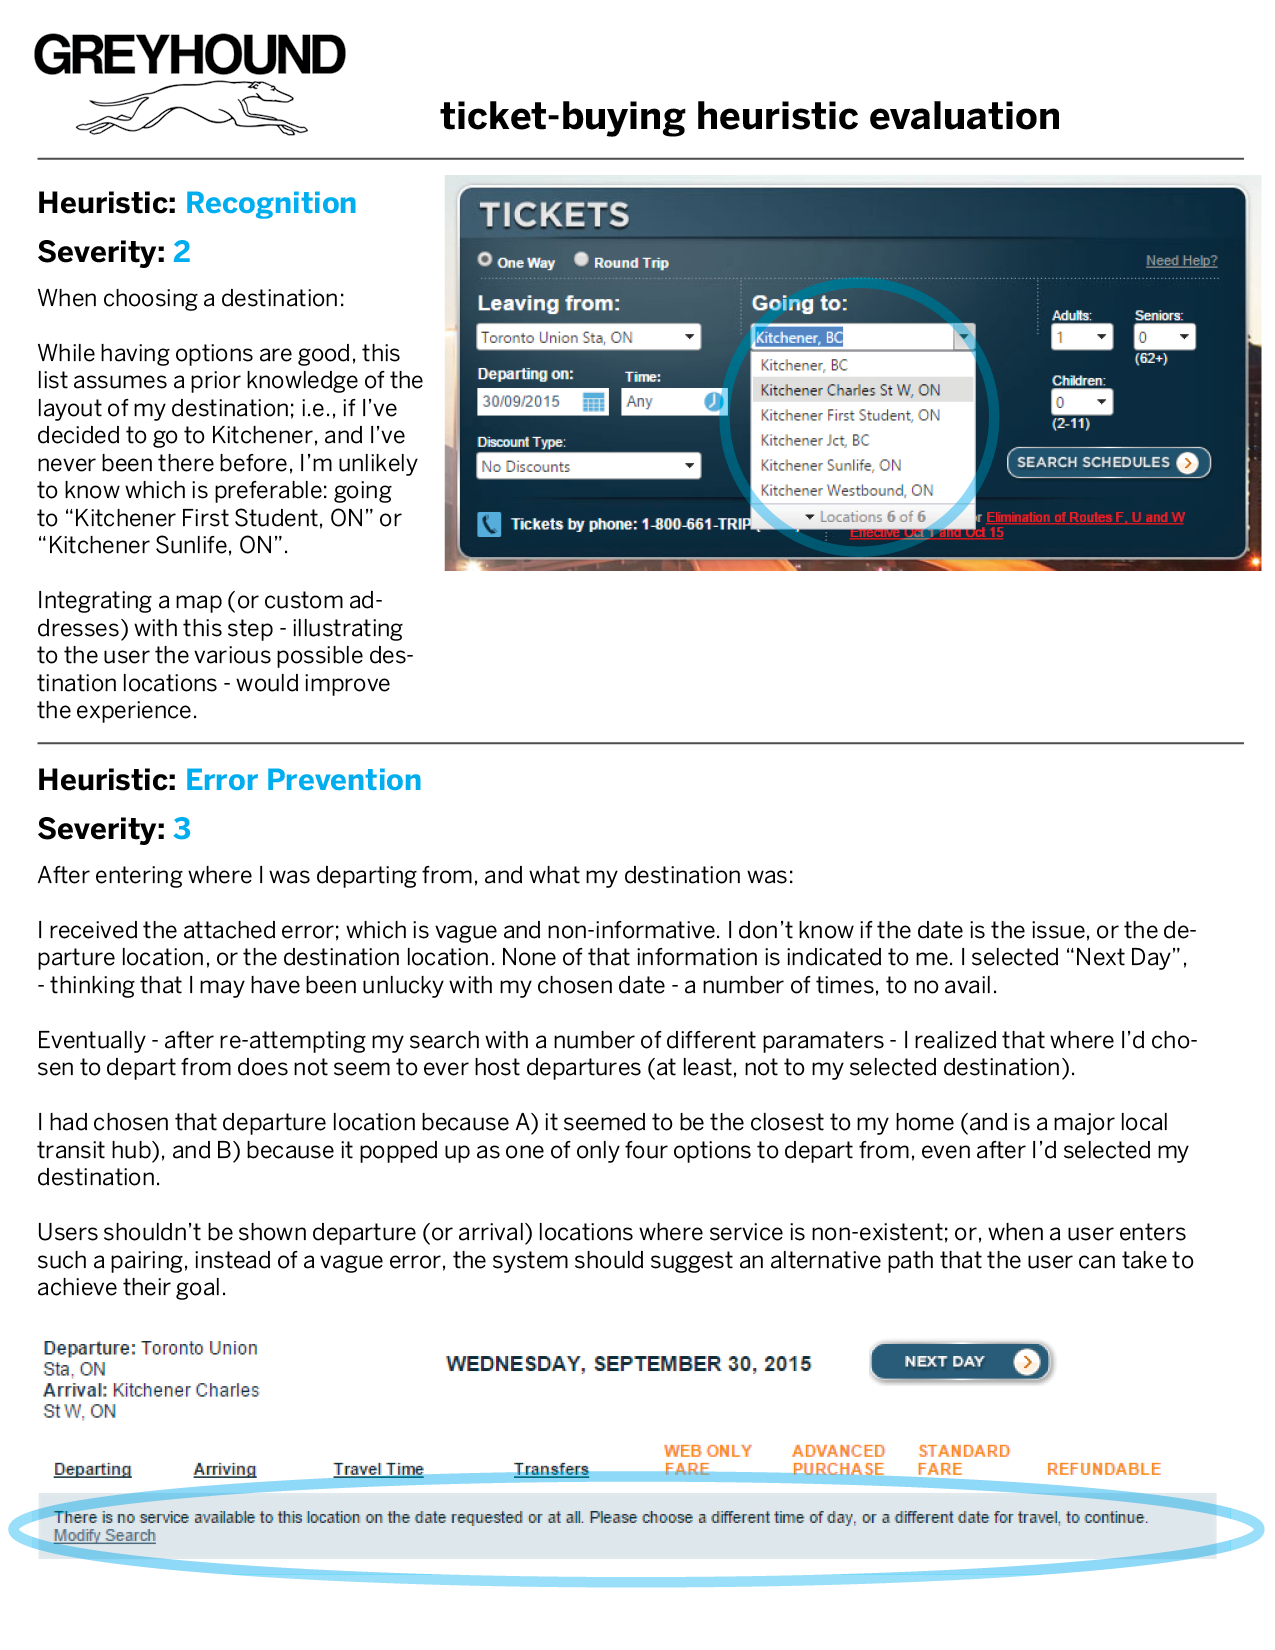 GREYHOUND
ticket-buying heuristic evaluation
Heuristic: Recognition
Severity: 2
When choosing a destination:
While having options are good, this
list assumes a prior knowledge of the
layout of my destination; i.e., if I’ve
decided to go to Kitchener, and I’ve
never been there before, I’m unlikely
to know which is preferable: going
to “Kitchener First Student, ON” or
“Kitchener Sunlife, ON”.
Integrating a map (or custom ad-
dresses) with this step - illustrating
to the user the various possible des-
tination locations - would improve
the experience.
TICKETS
One Way Round Trip
Need Help?
Leaving from:
Toronto Union Sta, ON
Departing on: Time:
30/09/2015 Any
Discount Type:
No Discounts
Going to:
Kitchener, BC
Kitchener, BC
Kitchener Charles St W, ON
Kitchener First Student, ON
Kitchener Jct, BC
Kitchener Sunlife, ON
Kitchener Westbound, ON
Locations 6 of 6
Adults: Seniors:
1 0
(62+)
Children:
0
(2-11)
SEARCH SCHEDULES
Tickets by phone: 1-800-661-TRIP
Elimination of Routes F, U and W
Effective Oct 1 and Oct 15
Heuristic: Error Prevention
Severity: 3
After entering where I was departing from, and what my destination was:
I received the attached error; which is vague and non-informative. I don’t know if the date is the issue, or the de-
parture location, or the destination location. None of that information is indicated to me. I selected “Next Day”,
- thinking that I may have been unlucky with my chosen date - a number of times, to no avail.
Eventually - after re-attempting my search with a number of different paramaters - I realized that where I’d cho-
sen to depart from does not seem to ever host departures (at least, not to my selected destination).
I had chosen that departure location because A) it seemed to be the closest to my home (and is a major local
transit hub), and B) because it popped up as one of only four options to depart from, even after I’d selected my
destination.
Users shouldn’t be shown departure (or arrival) locations where service is non-existent; or, when a user enters
such a pairing, instead of a vague error, the system should suggest an alternative path that the user can take to
achieve their goal.
Departure: Toronto Union
Sta, ON
Arrival: Kitchener Charles
St W, ON
WEDNESDAY, SEPTEMBER 30, 2015
NEXT DAY
Departing Arriving Travel Time Transfers
WEB ONLY
FARE
ADVANCED
PURCHASE
STANDARD
FARE
REFUNDABLE
There is no service available to this location on the date requested or at all. Please choose a different time of day, or a different date for travel, to continue.
Modify Search